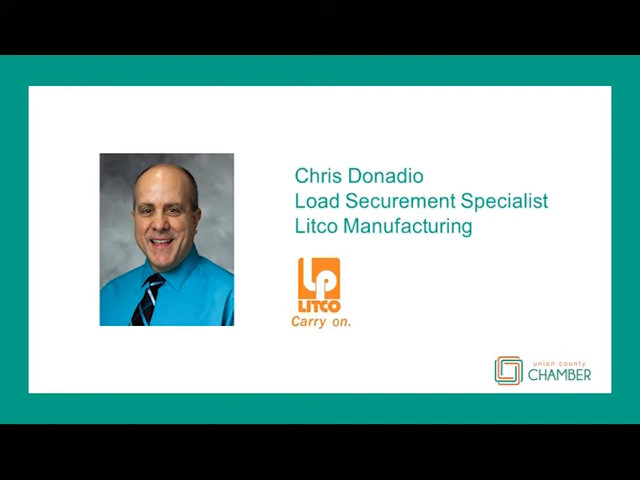 Chris Donadio
Load Securement Specialist
Litco Manufacturing
LP
LITCO
Carry on.
union county
CHAMBER